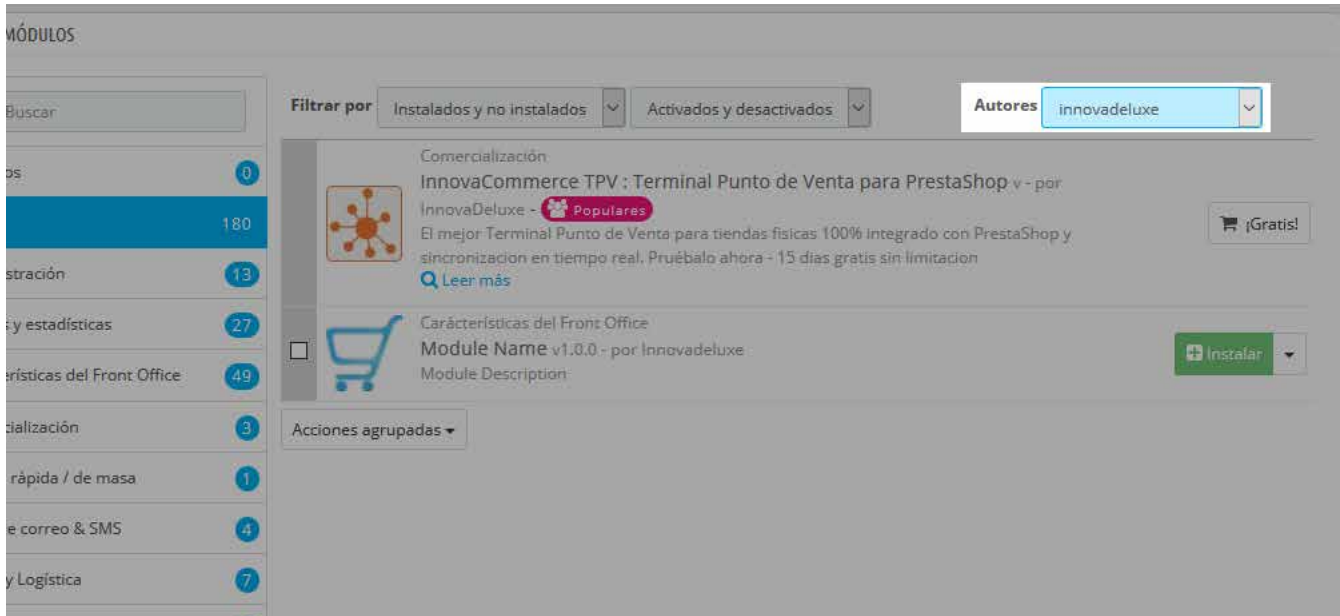 MÓDULOS
Buscar
os 0
180
stración 13
s y estadísticas 27
erísticas del Front Office 49
cialización 3
rápida / de masa 1
e correo & SMS 4
y Logística 7
Filtrar por Instalados y no instalados Activados y desactivados Autores innovadeluxe
Comercialización
InnovaCommerce TPV : Terminal Punto de Venta para PrestaShop v - por
InnovaDeluxe - Populares
El mejor Terminal Punto de Venta para tiendas fisicas 100% integrado con PrestaShop y
sincronizacion en tiempo real. Pruébalo ahora - 15 dias gratis sin limitacion
Leer más
¡Gratis!
Carácterísticas del Front Office
Module Name v1.0.0 - por Innovadeluxe
Module Description
Instalar
Acciones agrupadas